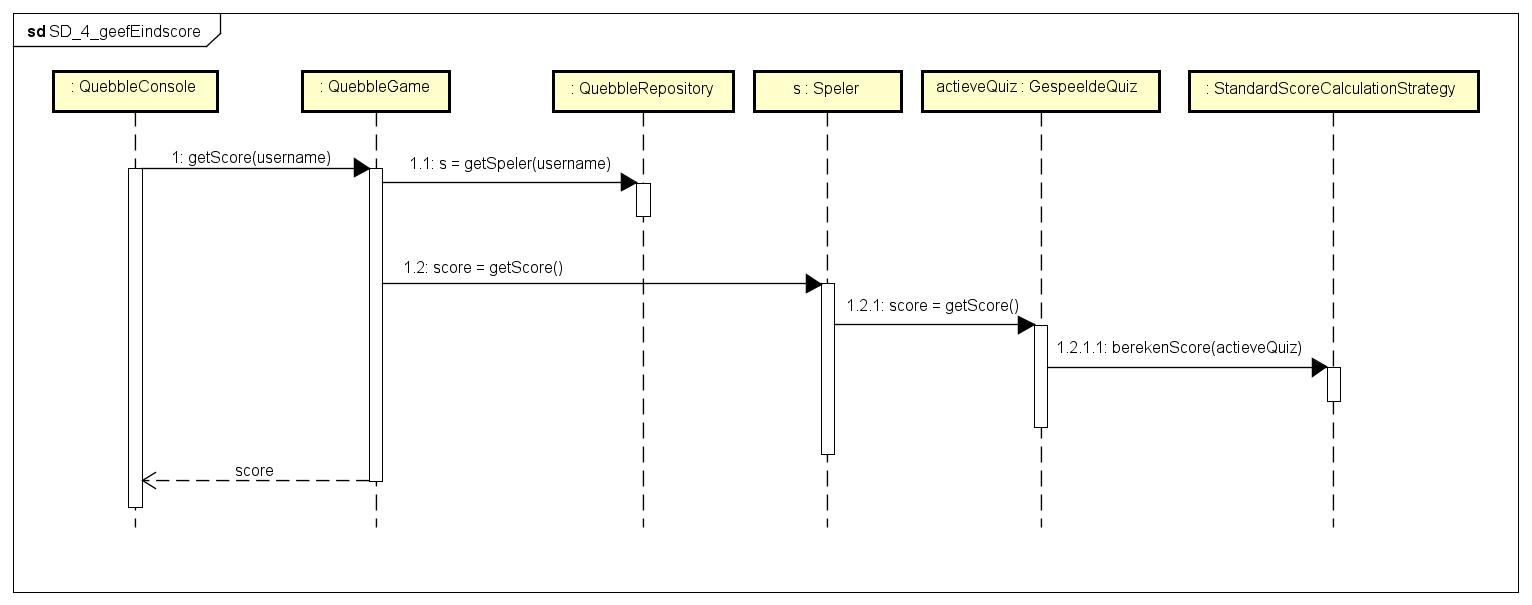 sd SD_4_geefEindscore
: QuebbleConsole
: QuebbleGame
: QuebbleRepository
s : Speler
actieveQuiz : GespeeldeQuiz
: StandardScoreCalculationStrategy
1: getScore(username)
1.1: s = getSpeler(username)
1.2: score = getScore()
1.2.1: score = getScore()
1.2.1.1: berekenScore(actieveQuiz)
score